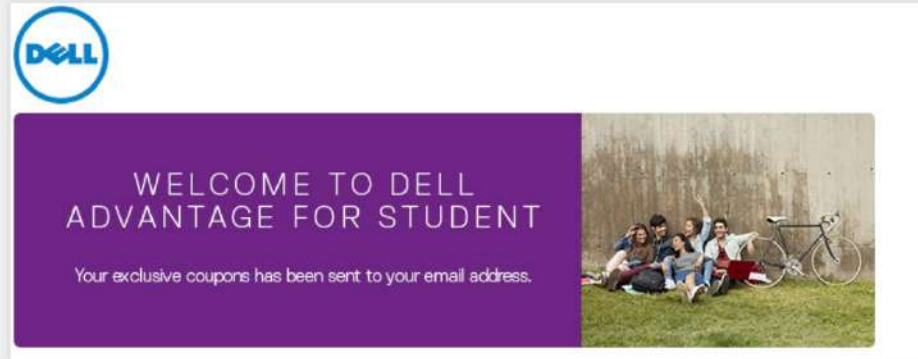 DELL
WELCOME TO DELL
ADVANTAGE FOR STUDENT
Your exclusive coupons has been sent to your email address.